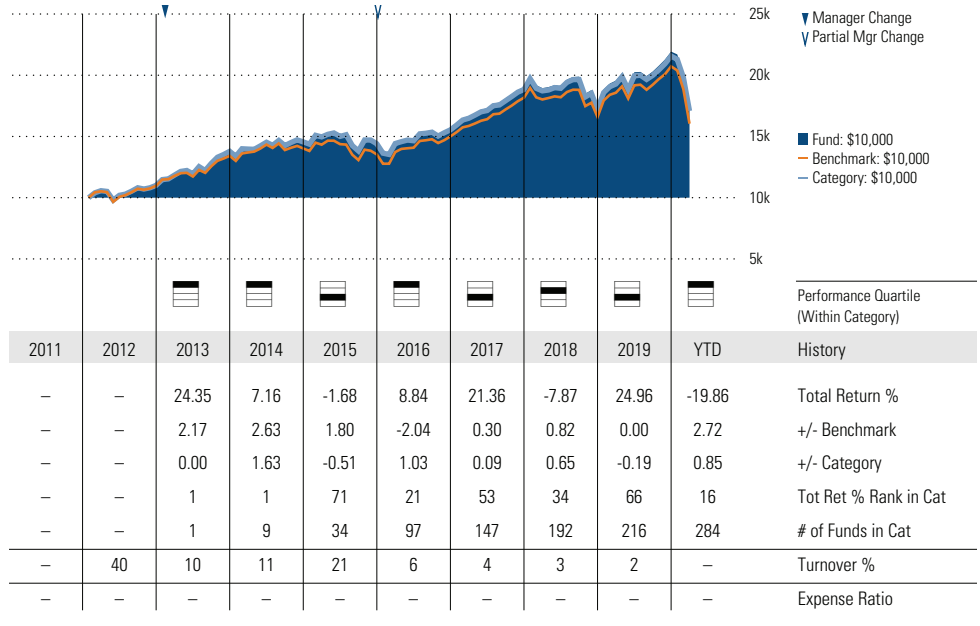 25k
▼ Manager Change
Partial Mgr Change
20k
15k
Fund: $10,000
Benchmark: $10,000
Category: $10,000
10k
5k
Performance Quartile
(Within Category)
2011 2012 2013 2014 2015 2016 2017 2018 2019 YTD History
– – 24.35 7.16 -1.68 8.84 21.36 -7.87 24.96 -19.86 Total Return %
– – 2.17 2.63 1.80 -2.04 0.30 0.82 0.00 2.72 +/- Benchmark
– – 0.00 1.63 -0.51 1.03 0.09 0.65 -0.19 0.85 +/- Category
– – 1 1 71 21 53 34 66 16 Tot Ret % Rank in Cat
– – 1 9 34 97 147 192 216 284 # of Funds in Cat
– 40 10 11 21 6 4 3 2 – Turnover %
– – – – – – – – – – Expense Ratio